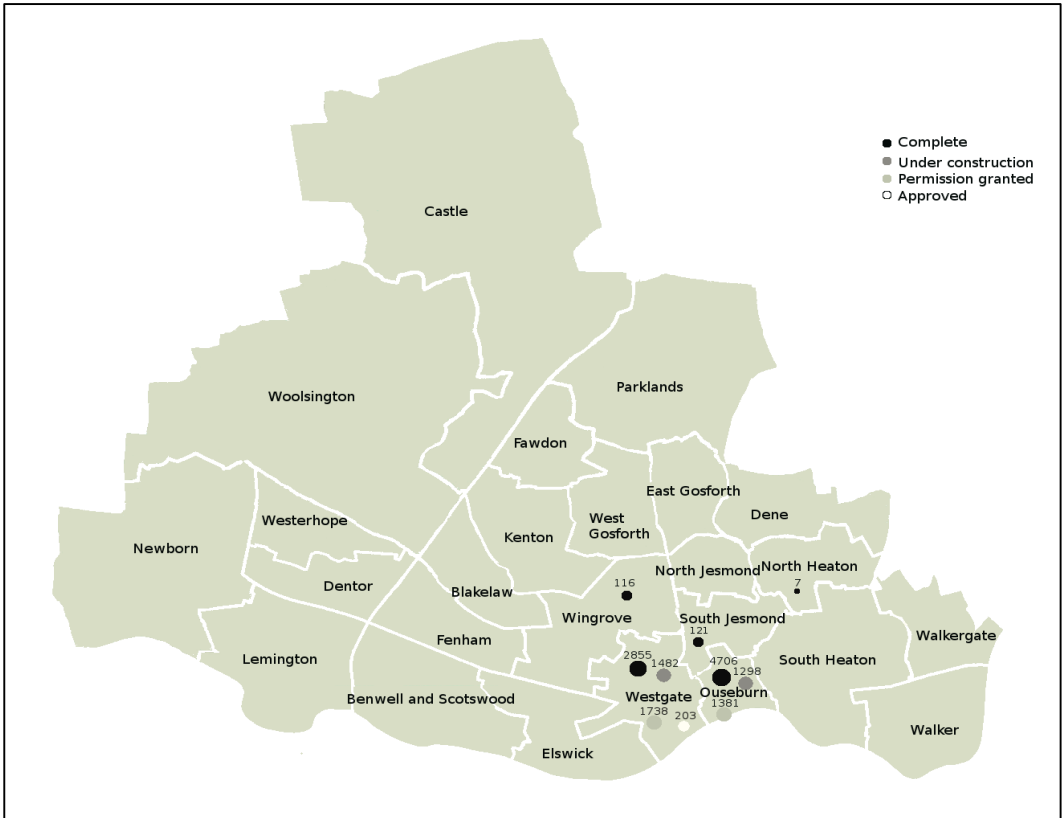 Complete
Under construction
Permission granted
Approved
Castle
Parklands
Woolsington
Fawdon
East Gosforth
Dene
West
Gosforth
Westerhope
Kenton
Newborn
North Jesmond
North Heaton
7
116
Dentor
Blakelaw
Wingrove
South Jesmond
121
Fenham
Walkergate
Lemington
South Heaton
2855
1482
4706
1298
Benwell and Scotswood
Westgate
Ouseburn
1738
203
1381
Walker
Elswick